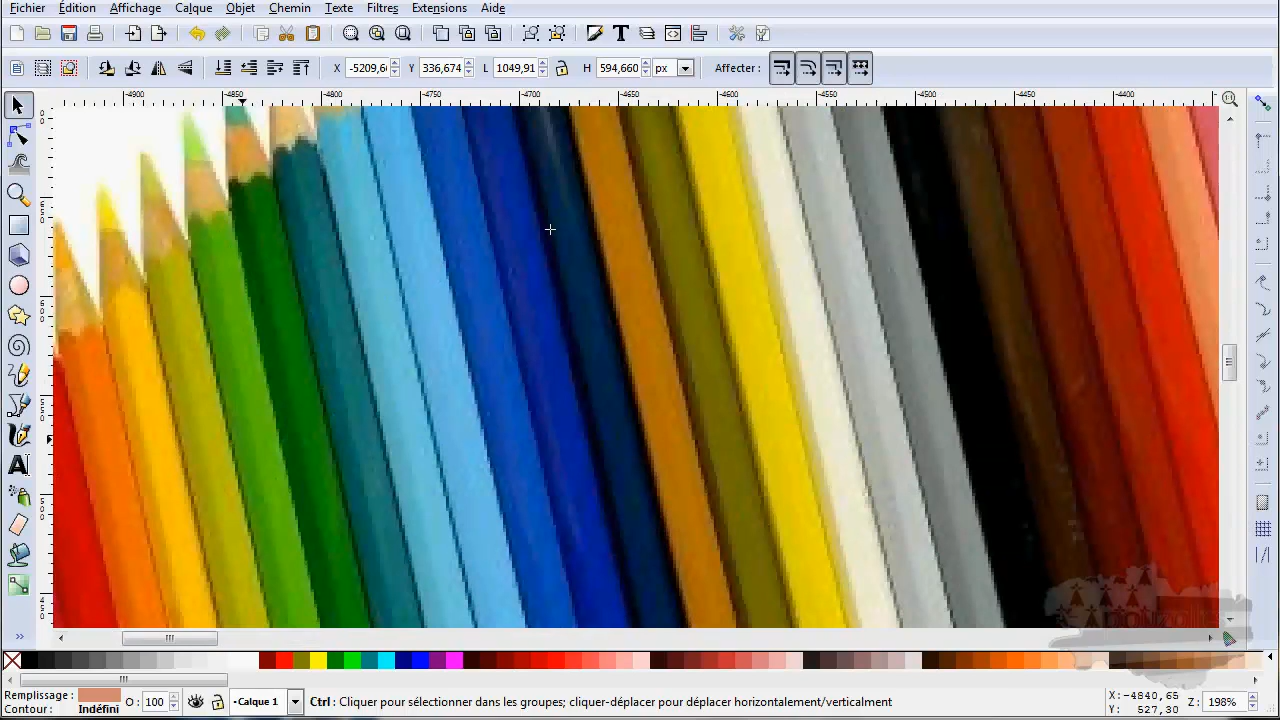 Fichier Édition Affichage Calque Objet Chemin Texte Filtres Extensions Aide
X -5209,6 Y 336,674 L 1049,91 H 594,660 px Affecter :
-4900 -4850 -4800 -4750 -4700 -4650 -4600 -4550 -4500 -4450 -4400
Remplissage : O: 100 Calque 1 Ctrl : Cliquer pour sélectionner dans les groupes; cliquer-déplacer pour déplacer horizontalement/verticalment X:-4840,65 Z: 198%
Contour : Indéfini Y: 527,80